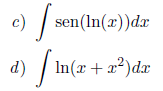 c) ∫ sen(ln(x))dx
d) ∫ ln(x + x²)dx